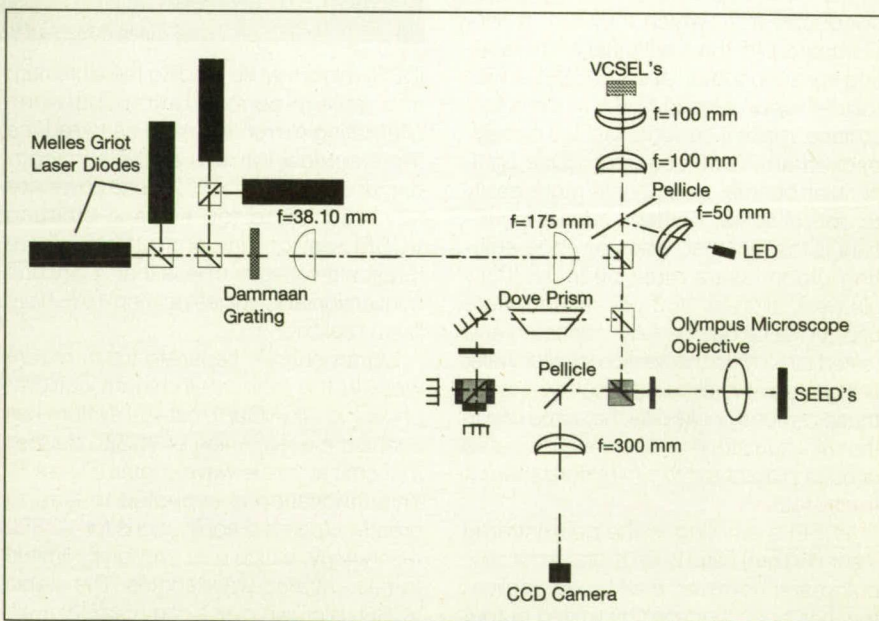 VCSEL's
f=100 mm
f=100 mm
Melles Griot
Laser Diodes
Pellicle
f=38.10 mm
f=175 mm
f=50 mm
LED
Dammaan
Grating
Dove Prism
Olympus Microscope
Objective
Pellicle
SEED's
f=300 mm
CCD Camera